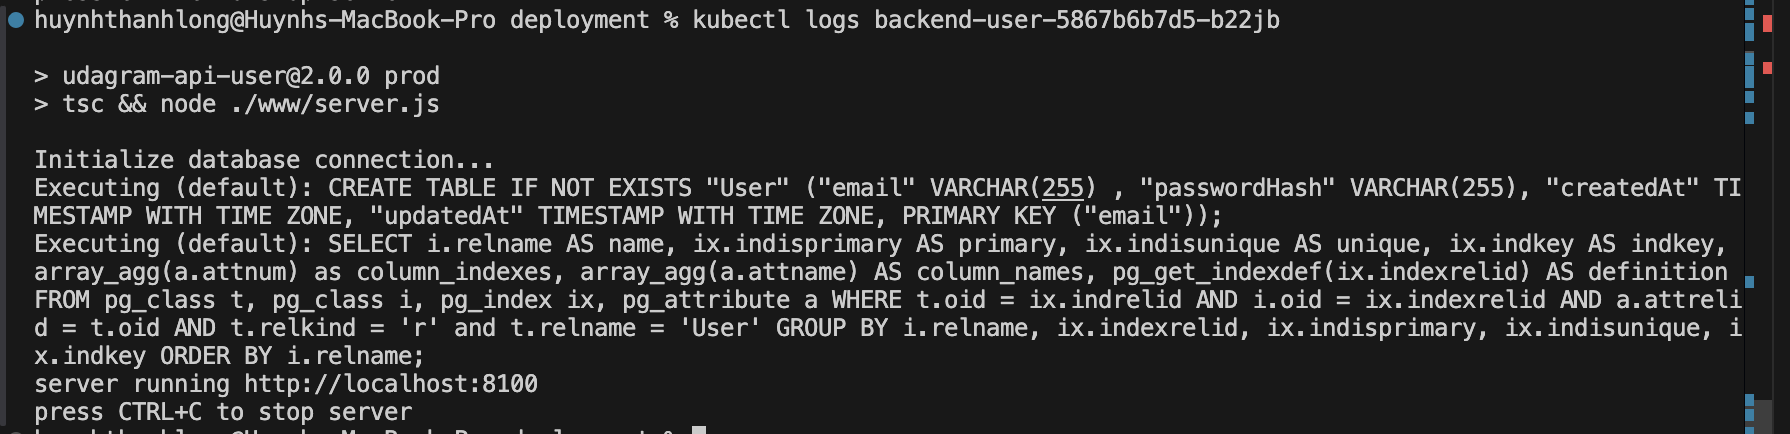 huynhthanhlong@Huynhs-MacBook-Pro deployment % kubectl logs backend-user-5867b6b7d5-b22jb
> udagram-api-user@2.0.0 prod
> tsc && node ./www/server.js
Initialize database connection...
Executing (default): CREATE TABLE IF NOT EXISTS "User" ("email" VARCHAR(255) , "passwordHash" VARCHAR(255), "createdAt" TI
MESTAMP WITH TIME ZONE, "updatedAt" TIMESTAMP WITH TIME ZONE, PRIMARY KEY ("email"));
Executing (default): SELECT i.relname AS name, ix.indisprimary AS primary, ix.indisunique AS unique, ix.indkey AS indkey,
array_agg(a.attnum) as column_indexes, array_agg(a.attname) AS column_names, pg_get_indexdef(ix.indexrelid) AS definition
FROM pg_class t, pg_class i, pg_index ix, pg_attribute a WHERE t.oid = ix.indrelid AND i.oid = ix.indexrelid AND a.attreli
d = t.oid AND t.relkind = 'r' and t.relname = 'User' GROUP BY i.relname, ix.indexrelid, ix.indisprimary, ix.indisunique, i
x.indkey ORDER BY i.relname;
server running http://localhost:8100
press CTRL+C to stop server